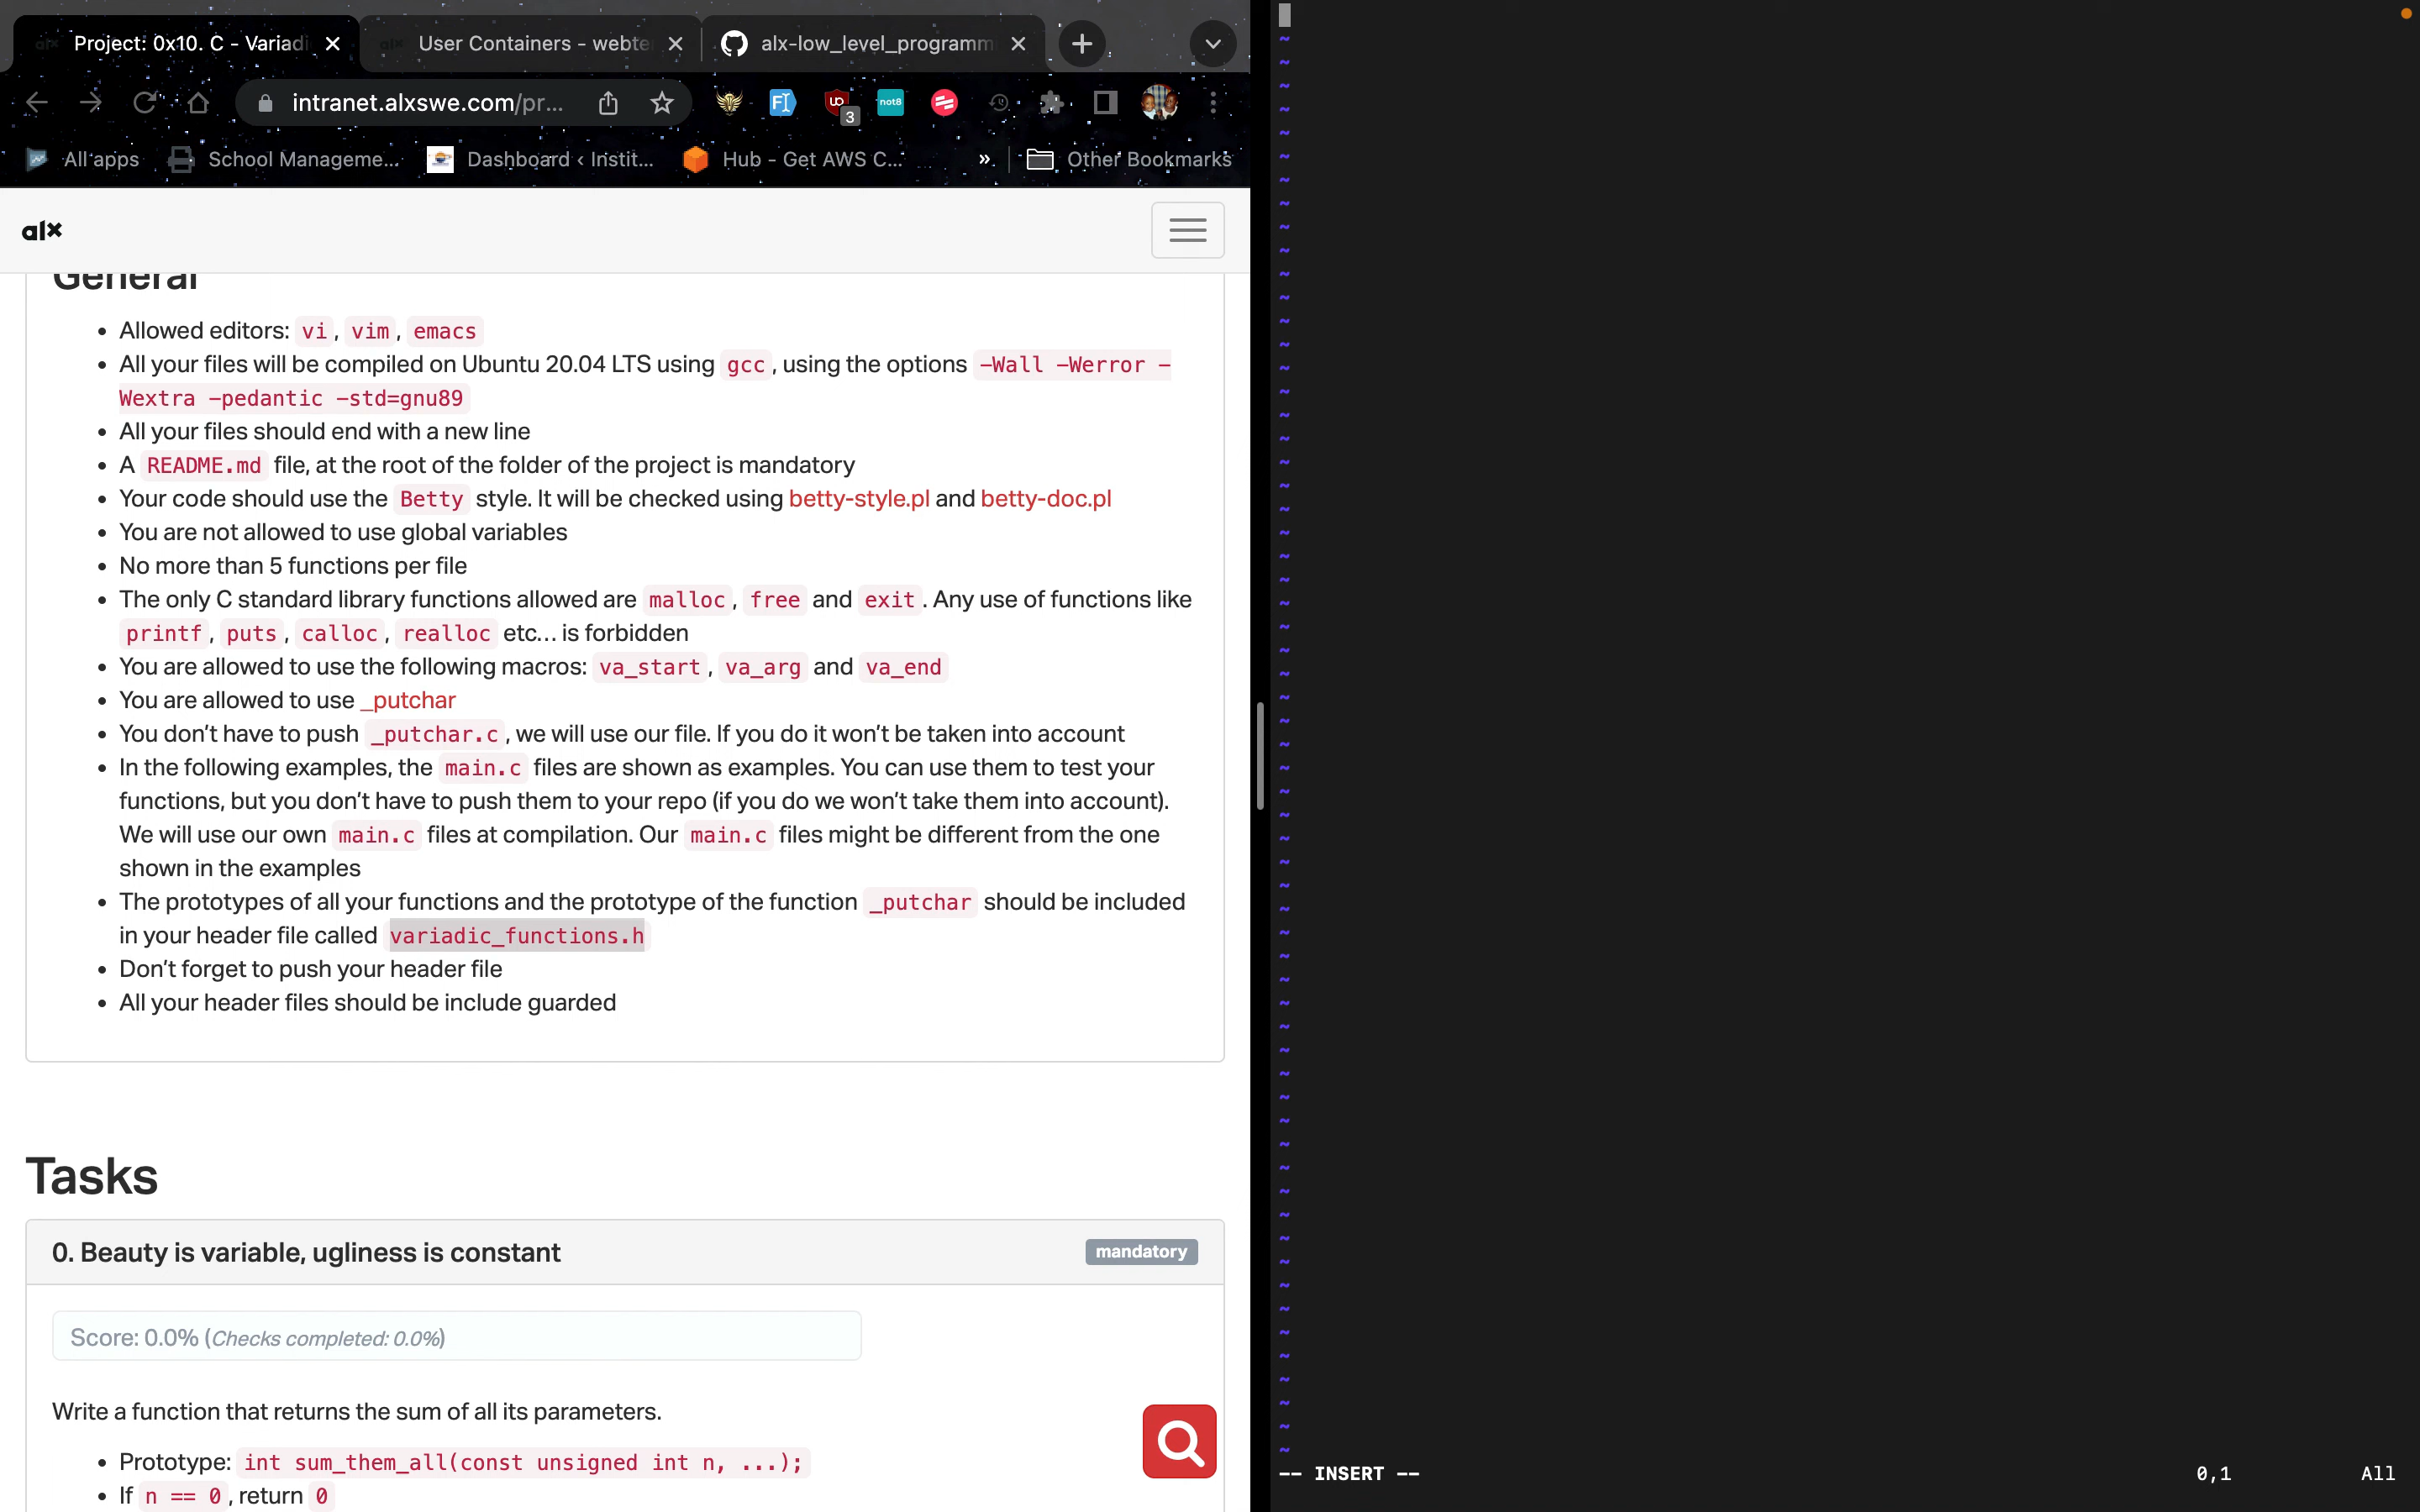 Project: 0x10. C - Variadi
User Containers - webte
alx-low_level_programm
intranet.alxswe.com/pr...
3
not8
All apps
School Manageme...
Dashboard ‹ Instit...
Hub - Get AWS C...
»
Other Bookmarks
alx
General
• Allowed editors: vi, vim, emacs
• All your files will be compiled on Ubuntu 20.04 LTS using gcc, using the options -Wall -Werror -
Wextra -pedantic -std=gnu89
• All your files should end with a new line
• A README.md file, at the root of the folder of the project is mandatory
• Your code should use the Betty style. It will be checked using betty-style.pl and betty-doc.pl
• You are not allowed to use global variables
• No more than 5 functions per file
• The only C standard library functions allowed are malloc, free and exit. Any use of functions like
printf, puts, calloc, realloc etc… is forbidden
• You are allowed to use the following macros: va_start, va_arg and va_end
• You are allowed to use _putchar
• You don’t have to push _putchar.c, we will use our file. If you do it won’t be taken into account
• In the following examples, the main.c files are shown as examples. You can use them to test your
functions, but you don’t have to push them to your repo (if you do we won’t take them into account).
We will use our own main.c files at compilation. Our main.c files might be different from the one
shown in the examples
• The prototypes of all your functions and the prototype of the function _putchar should be included
in your header file called variadic_functions.h
• Don’t forget to push your header file
• All your header files should be include guarded
Tasks
0. Beauty is variable, ugliness is constant
mandatory
Score: 0.0% (Checks completed: 0.0%)
Write a function that returns the sum of all its parameters.
• Prototype: int sum_them_all(const unsigned int n, ...);
• If n == 0, return 0
-- INSERT --
0,1
All